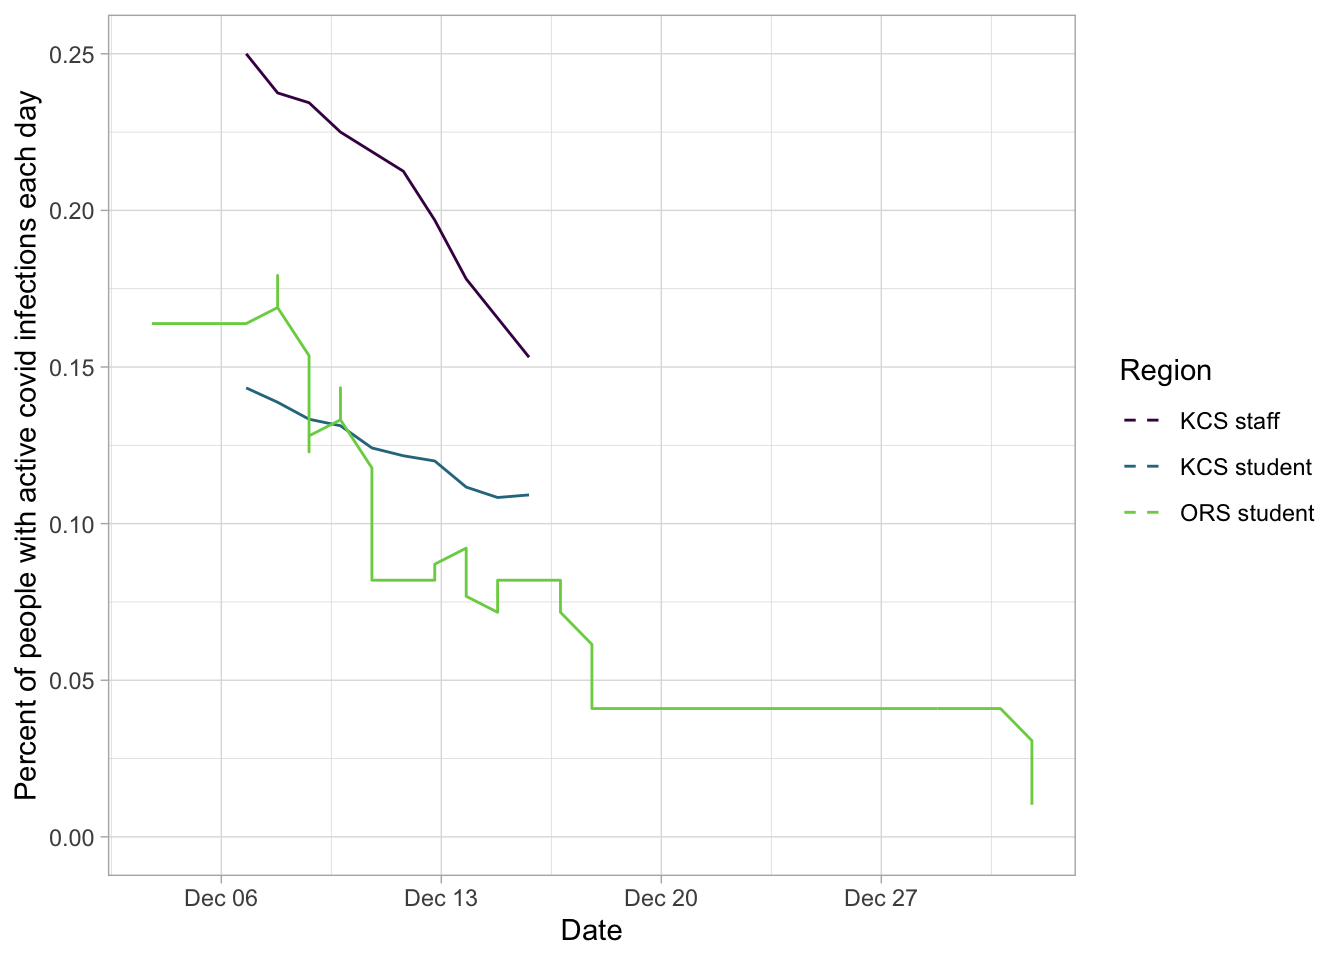 Percent of people with active covid infections each day
0.25
0.20
0.15
0.10
0.05
0.00
Dec 06
Dec 13
Dec 20
Dec 27
Date
Region
KCS staff
KCS student
ORS student